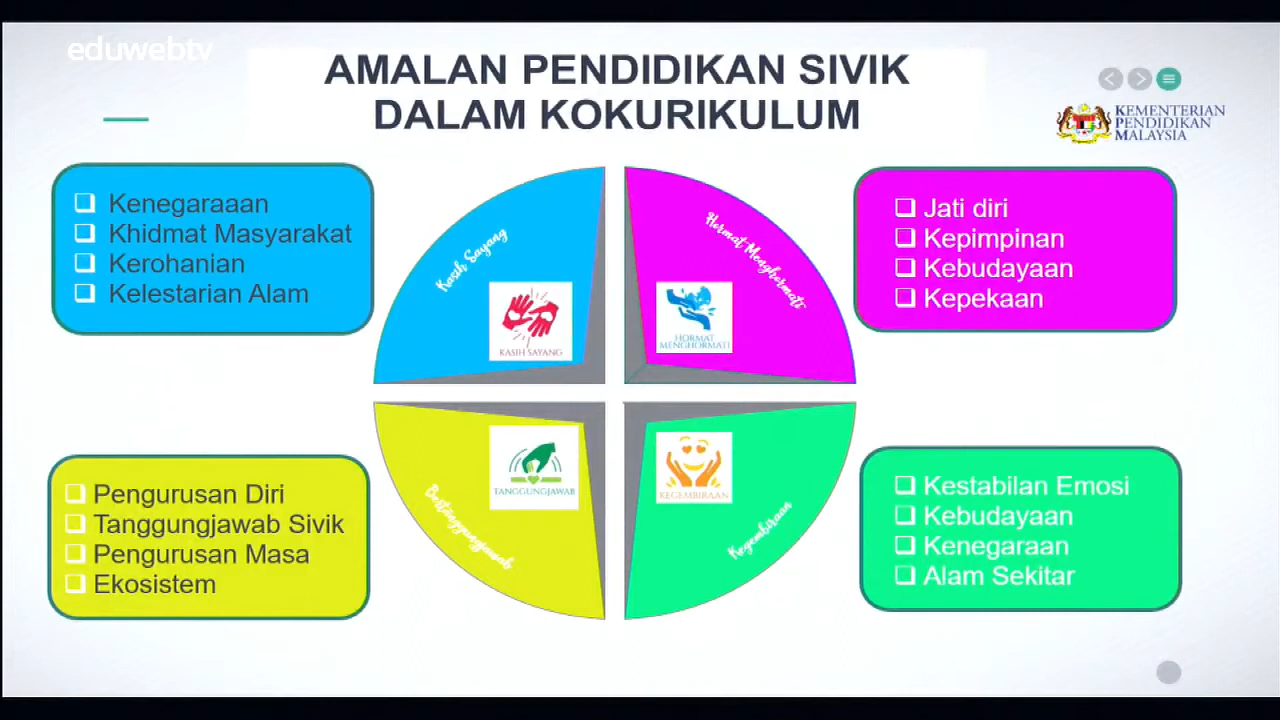 eduwebtv
AMALAN PENDIDIKAN SIVIK
DALAM KOKURIKULUM
KEMENTERIAN
PENDIDIKAN
MALAYSIA
Kenegaraaan
Khidmat Masyarakat
Kerohanian
Kelestarian Alam
Kasih Sayang
KASIH SAYANG
Hormat Menghormati
HORMAT
MENGHORMATI
Jati diri
Kepimpinan
Kebudayaan
Kepekaan
Pengurusan Diri
Tanggungjawab Sivik
Pengurusan Masa
Ekosistem
TANGGUNGJAWAB
Bertanggungjawab
KEGEMBIRAAN
Kegembiraan
Kestabilan Emosi
Kebudayaan
Kenegaraan
Alam Sekitar